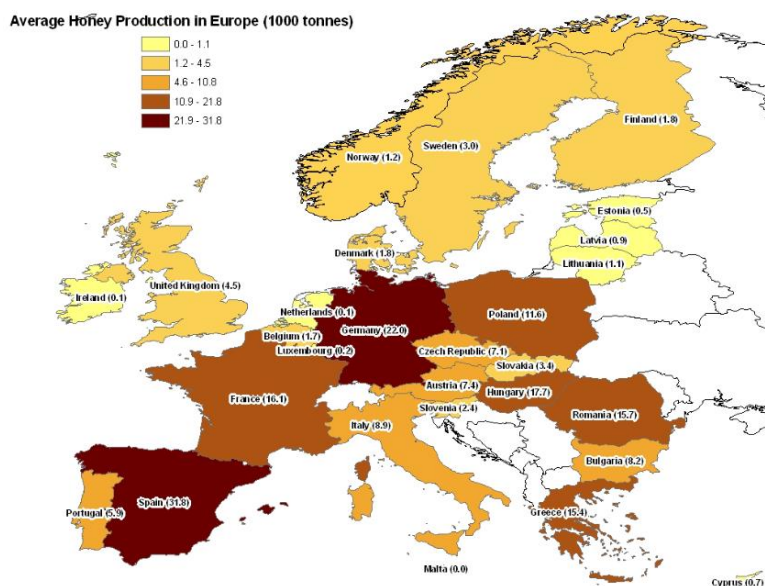 Average Honey Production in Europe (1000 tonnes)
0.0 - 1.1
1.2 - 4.5
4.6 - 10.8
10.9 - 21.8
21.9 - 31.8
Finland (1.8)
Sweden (3.0)
Norway (1.2)
Estonia (0.5)
Latvia (0.9)
Denmark (1.8)
Lithuania (1.1)
United Kingdom (4.5)
Ireland (0.1)
Netherlands (0.1)
Poland (11.6)
Germany (22.0)
Belgium (1.7)
Czech Republic (7.1)
Luxembourg (0.2)
Slovakia (3.4)
Austria (7.4)
Hungary (17.7)
France (16.1)
Slovenia (2.4)
Romania (15.7)
Italy (8.9)
Bulgaria (8.2)
Spain (31.8)
Portugal (5.9)
Greece (15.4)
Malta (0.0)
Cyprus (0.7)